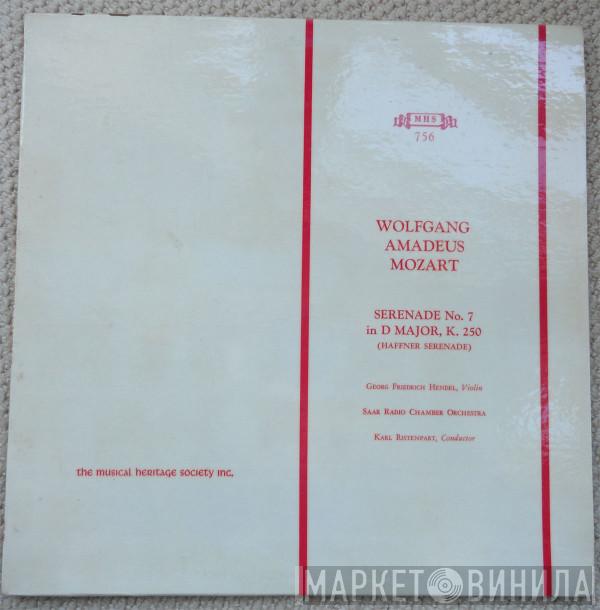 MHS
756
WOLFGANG
AMADEUS
MOZART
SERENADE No. 7
in D MAJOR, K. 250
(HAFFNER SERENADE)
GEORG FRIEDRICH HENDEL, Violin
SAAR RADIO CHAMBER ORCHESTRA
KARL RISTENPART, Conductor
the musical heritage society inc.
МАРКЕТ ВИНИЛА